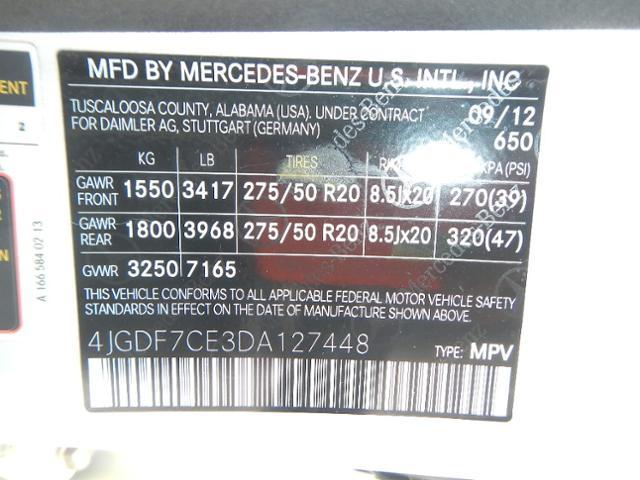 MFD BY MERCEDES-BENZ U.S. INTL., INC
TUSCALOOSA COUNTY, ALABAMA (USA), UNDER CONTRACT
FOR DAIMLER AG, STUTTGART (GERMANY)
09/12
650
KG LB TIRES KPA (PSI)
GAWR FRONT 1550 3417 275/50 R20 8.5Jx20 270(39)
GAWR REAR 1800 3968 275/50 R20 8.5Jx20 320(47)
GVWR 3250 7165
THIS VEHICLE CONFORMS TO ALL APPLICABLE FEDERAL MOTOR VEHICLE SAFETY
STANDARDS IN EFFECT ON THE DATE OF MANUFACTURE SHOWN ABOVE.
4JGDF7CE3DA127448
TYPE: MPV
A 166 584 02 13
2
Mercedes-Benz